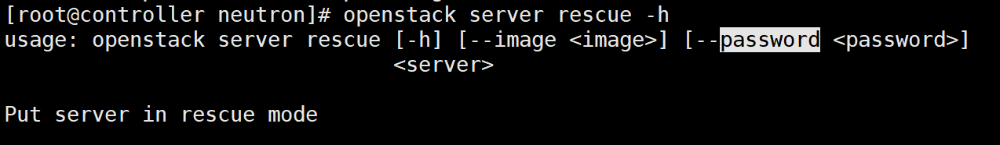 [root@controller neutron]# openstack server rescue -h
usage: openstack server rescue [-h] [--image <image>] [--password <password>]
<server>
Put server in rescue mode